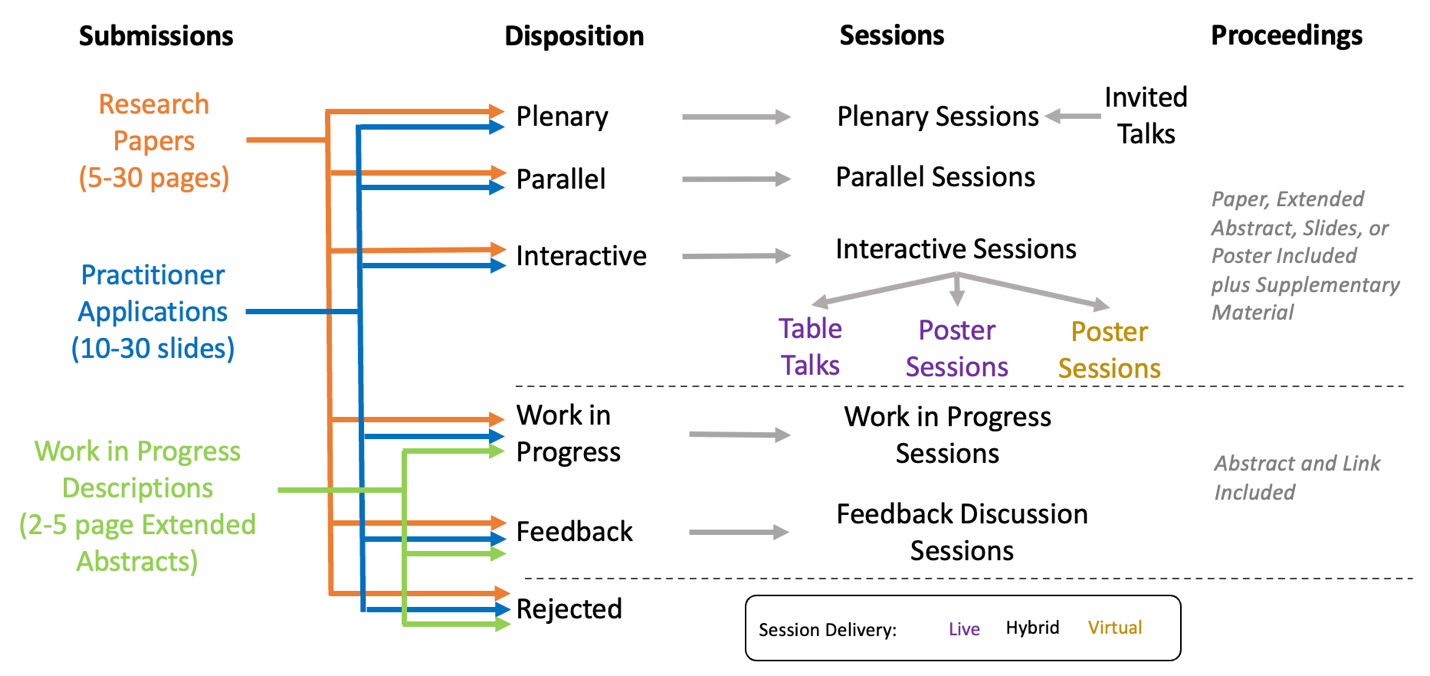 Submissions
Disposition
Sessions
Proceedings
Research
Papers
(5-30 pages)
Practitioner
Applications
(10-30 slides)
Work in Progress
Descriptions
(2-5 page Extended
Abstracts)
Plenary
Parallel
Interactive
Work in
Progress
Feedback
Rejected
Plenary Sessions
Invited
Talks
Parallel Sessions
Interactive Sessions
Table
Talks
Poster
Sessions
Poster
Sessions
Work in Progress
Sessions
Feedback Discussion
Sessions
Paper, Extended
Abstract, Slides, or
Poster Included
plus Supplementary
Material
Abstract and Link
Included
Session Delivery: Live Hybrid Virtual